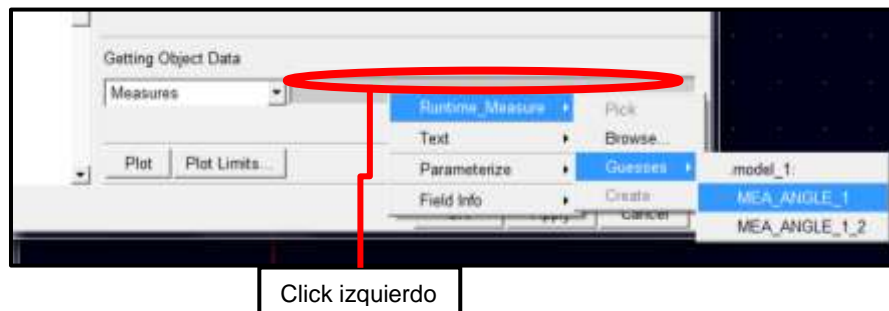 Getting Object Data
Measures
Runtime_Measure
Text
Parameterize
Field Info
Pick
Browse...
Guesses
Create
.model_1:
MEA_ANGLE_1
MEA_ANGLE_1_2
Plot
Plot Limits...
Cancel
Click izquierdo